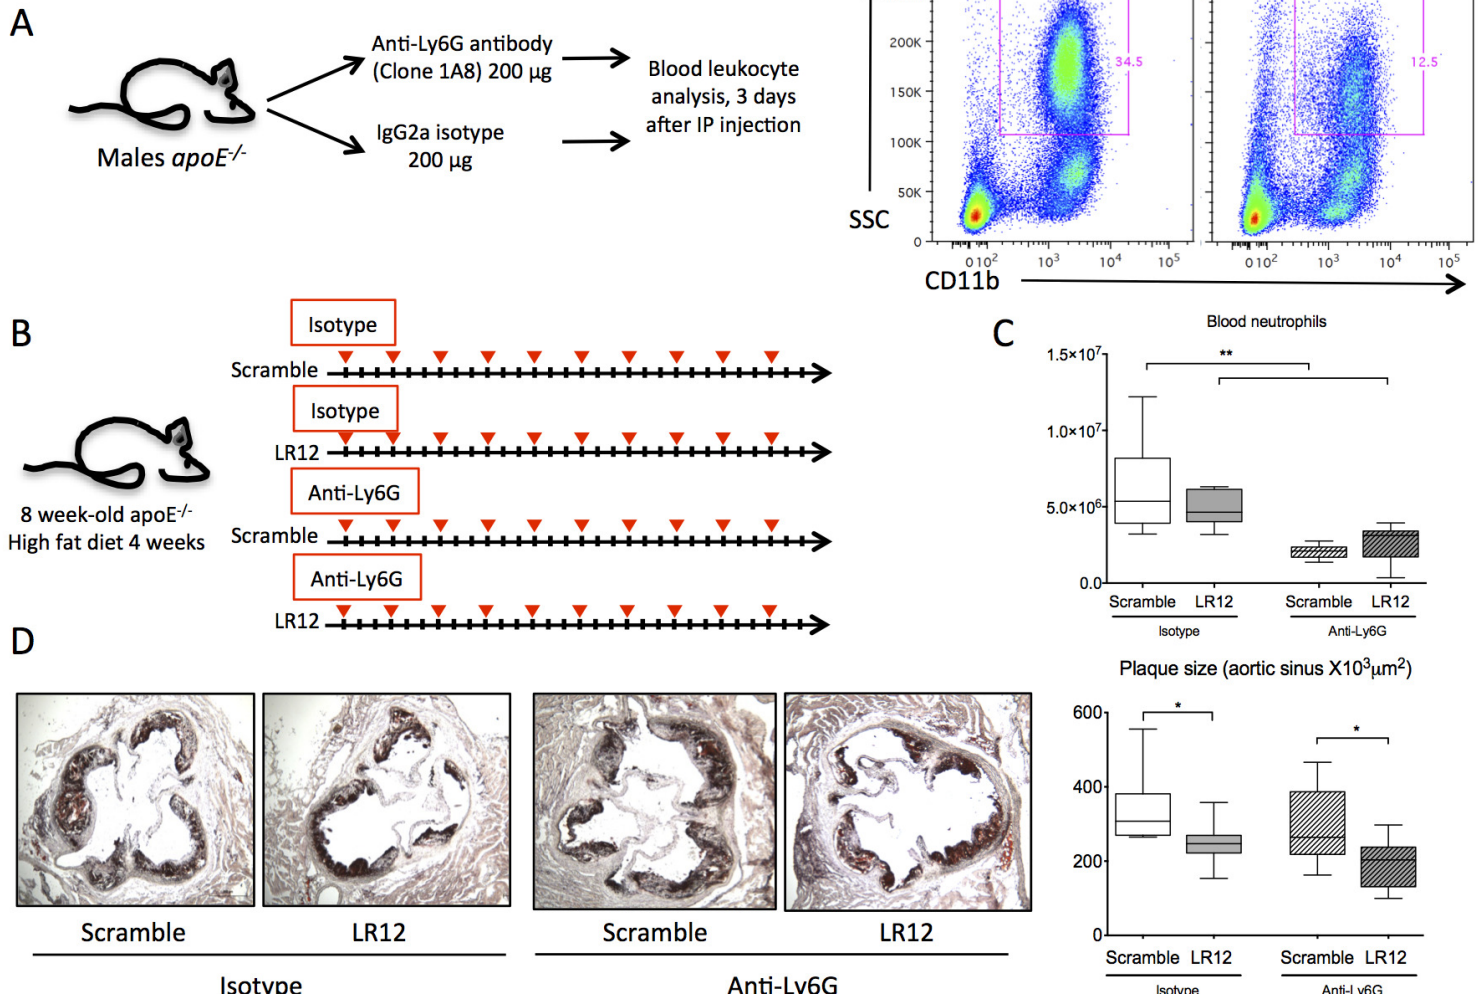 A
Anti-Ly6G antibody
(Clone 1A8) 200 µg
IgG2a isotype
200 µg
Blood leukocyte
analysis, 3 days
after IP injection
Males apoE-/-
200K
150K
100K
50K
0
34.5
12.5
SSC
0 10²
10³
10⁴
10⁵
0 10²
10³
10⁴
10⁵
CD11b
B
Isotype
Scramble
Isotype
LR12
Anti-Ly6G
Scramble
Anti-Ly6G
LR12
8 week-old apoE-/-
High fat diet 4 weeks
C
Blood neutrophils
**
1.5×10⁷
1.0×10⁷
5.0×10⁶
0.0
Scramble LR12 Scramble LR12
Isotype Anti-Ly6G
Plaque size (aortic sinus X10³µm²)
* *
600
400
200
0
Scramble LR12 Scramble LR12
Isotype Anti-Ly6G
D
Scramble LR12 Scramble LR12
Isotype Anti-Ly6G